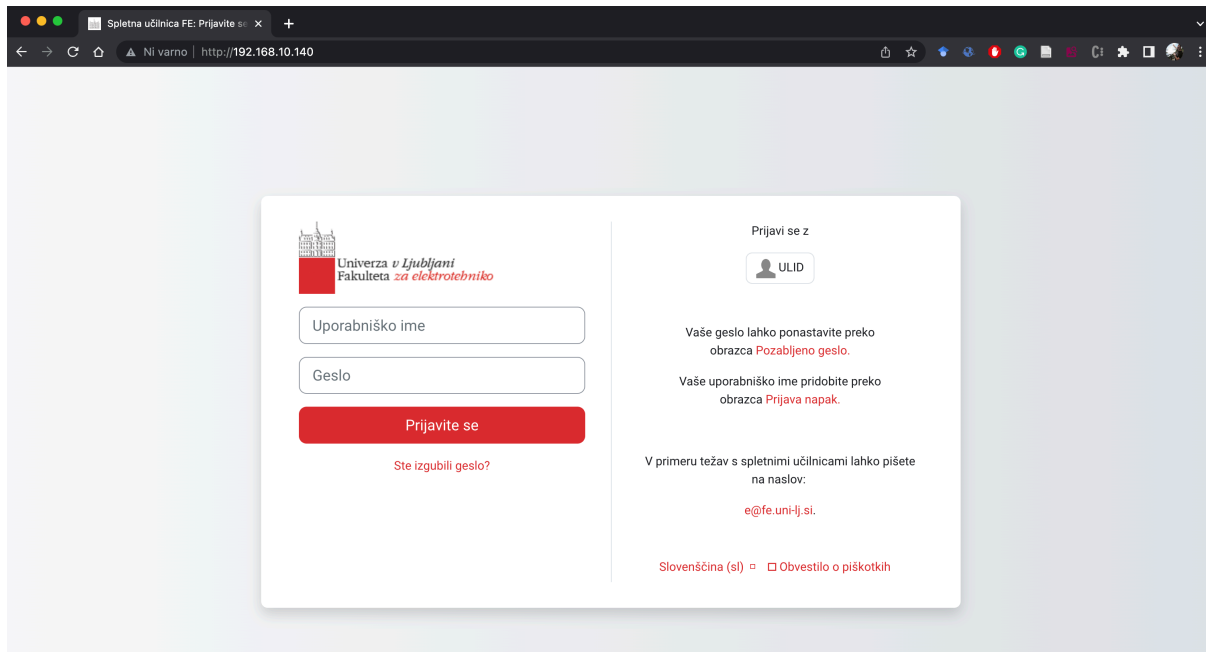 Spletna učilnica FE: Prijavite se
Ni varno | http://192.168.10.140
Univerza v Ljubljani
Fakulteta za elektrotehniko
Uporabniško ime
Geslo
Prijavite se
Ste izgubili geslo?
Prijavi se z
ULID
Vaše geslo lahko ponastavite preko
obrazca Pozabljeno geslo.
Vaše uporabniško ime pridobite preko
obrazca Prijava napak.
V primeru težav s spletnimi učilnicami lahko pišete
na naslov:
e@fe.uni-lj.si.
Slovenščina (sl) Obvestilo o piškotkih